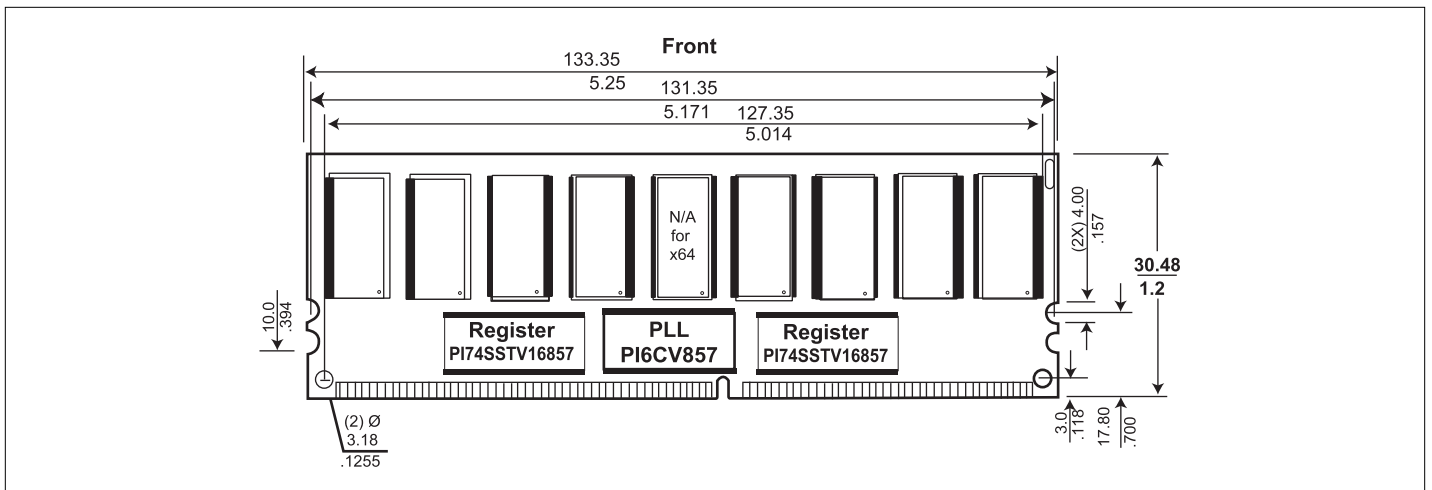 Front
133.35
5.25
131.35
5.171
127.35
5.014
N/A
for
x64
(2X) 4.00
.157
30.48
1.2
10.0
.394
Register
PI74SSTV16857
PLL
PI6CV857
Register
PI74SSTV16857
(2) Ø
3.18
.1255
3.0
.118
17.80
.700